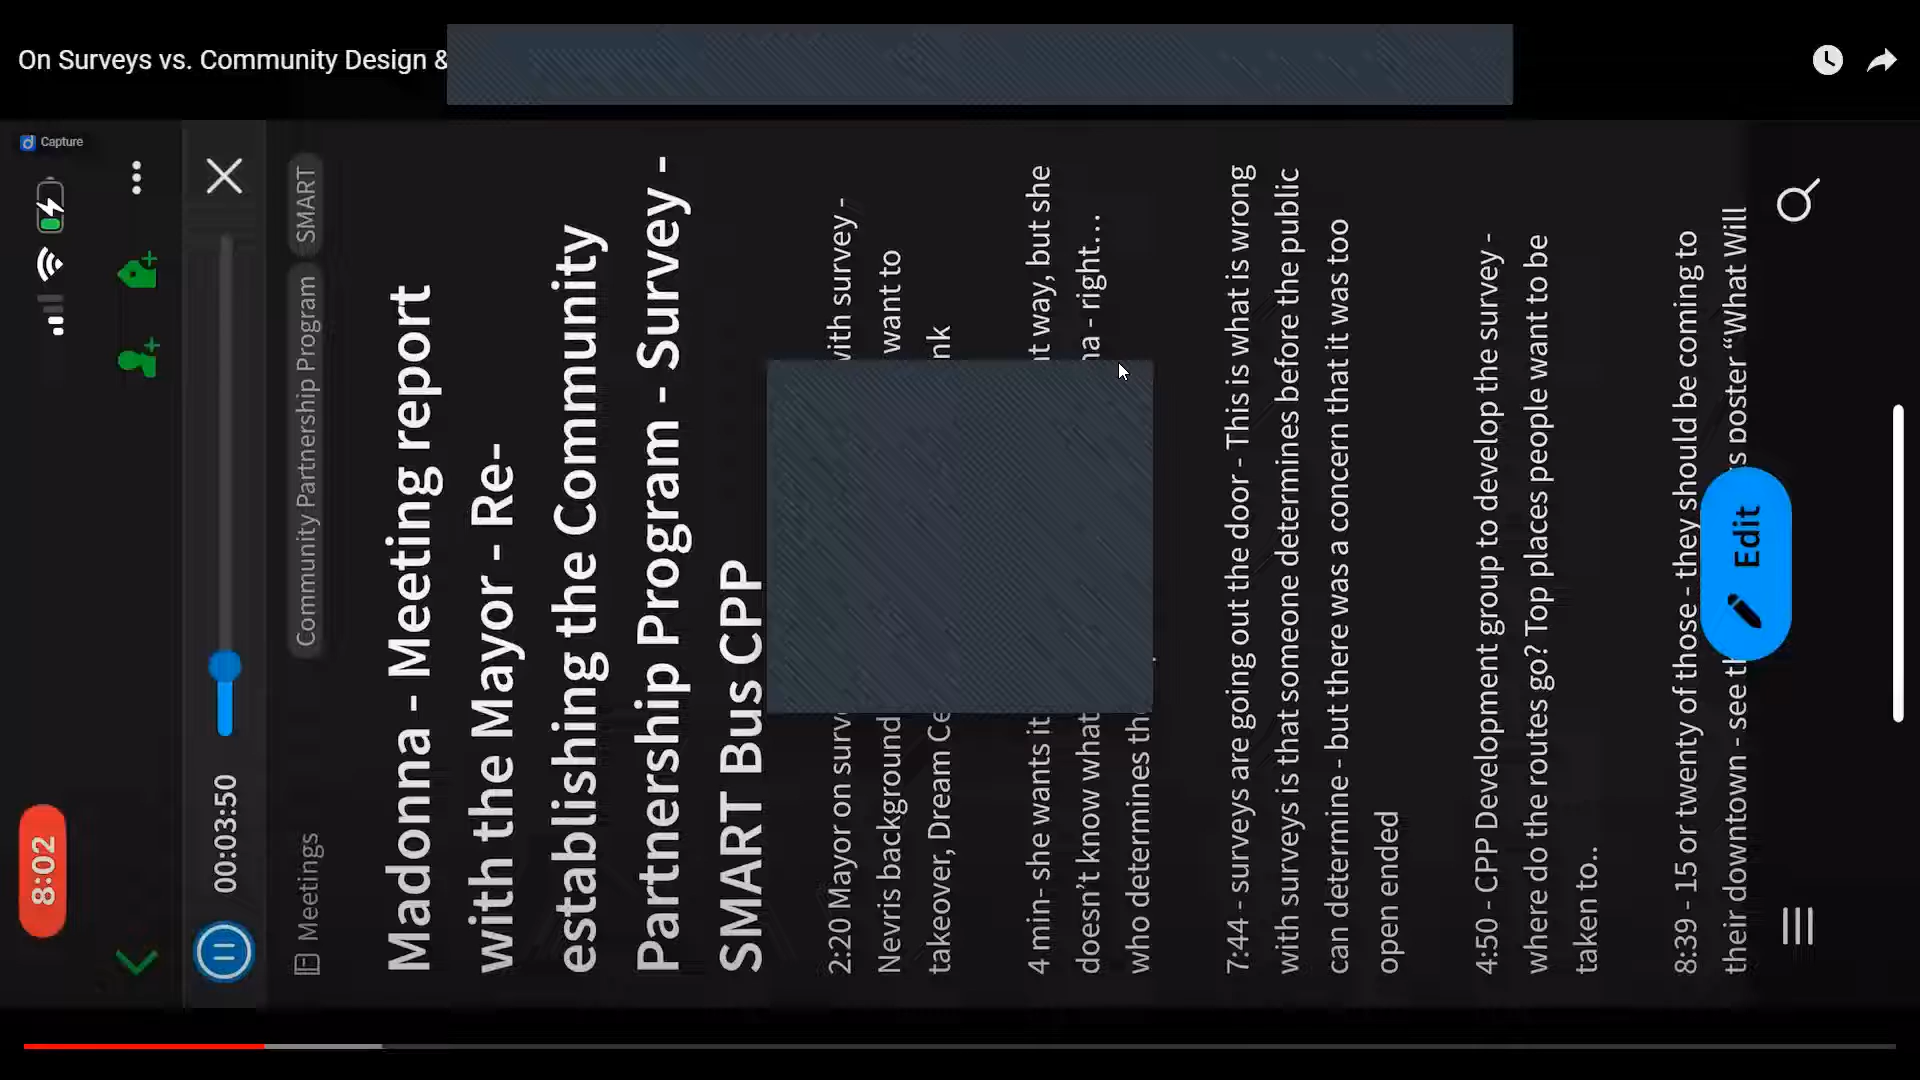 On Surveys vs. Community Design &
Capture
8:02
00:03:50
Meetings
Community Partnership Program
SMART
Madonna - Meeting report
with the Mayor - Re-
establishing the Community
Partnership Program - Survey -
SMART Bus CPP
2:20 Mayor on with survey -
Nevris background want to
takeover, Dream
4 min- she wants it way, but she
doesn't know what - right...
who determines
7:44 - surveys are going out the door - This is what is wrong
with surveys is that someone determines before the public
can determine - but there was a concern that it was too
open ended
4:50 - CPP Development group to develop the survey -
where do the routes go? Top places people want to be
taken to..
8:39 - 15 or twenty of those - they should be coming to
their downtown - see poster “What Will
Edit